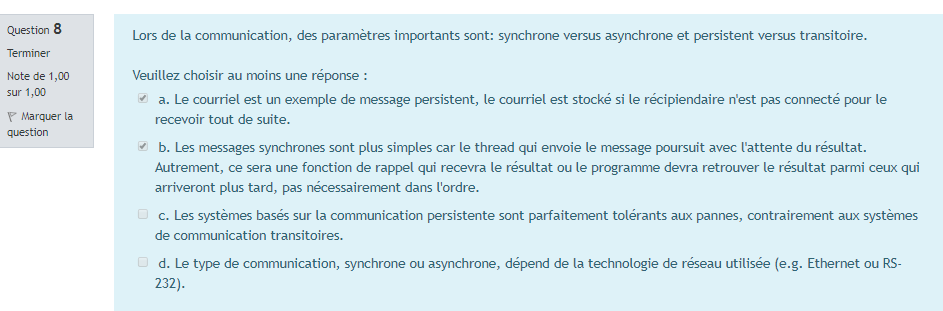 Question 8
Terminer
Note de 1,00
sur 1,00
Marquer la
question
Lors de la communication, des paramètres importants sont: synchrone versus asynchrone et persistent versus transitoire.
Veuillez choisir au moins une réponse :
a. Le courriel est un exemple de message persistent, le courriel est stocké si le récipiendaire n'est pas connecté pour le
recevoir tout de suite.
b. Les messages synchrones sont plus simples car le thread qui envoie le message poursuit avec l'attente du résultat.
Autrement, ce sera une fonction de rappel qui recevra le résultat ou le programme devra retrouver le résultat parmi ceux qui
arriveront plus tard, pas nécessairement dans l'ordre.
c. Les systèmes basés sur la communication persistente sont parfaitement tolérants aux pannes, contrairement aux systèmes
de communication transitoires.
d. Le type de communication, synchrone ou asynchrone, dépend de la technologie de réseau utilisée (e.g. Ethernet ou RS-
232).